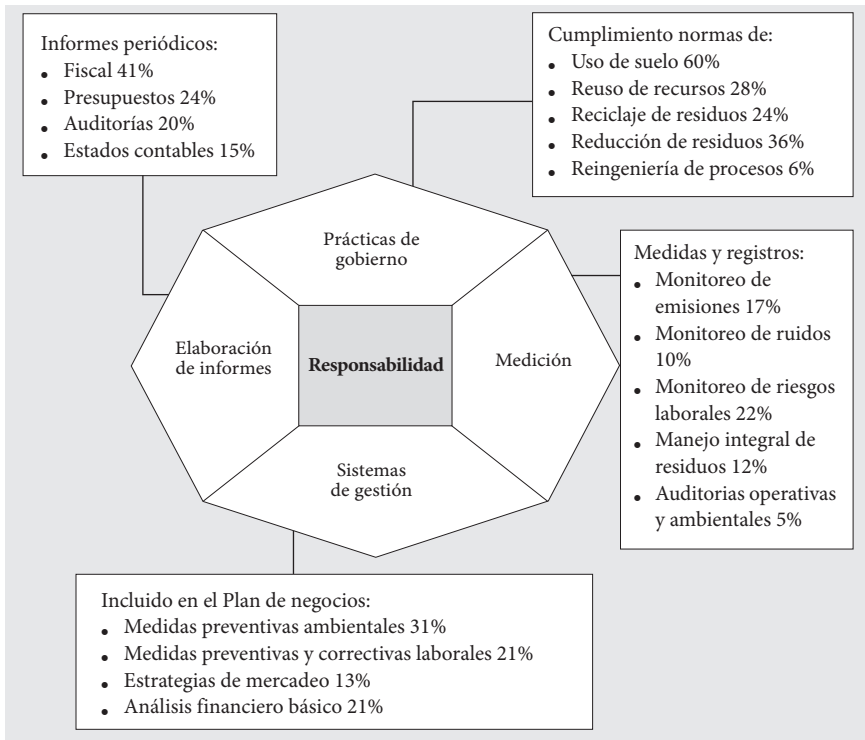 Informes periódicos:
• Fiscal 41%
• Presupuestos 24%
• Auditorías 20%
• Estados contables 15%
Cumplimiento normas de:
• Uso de suelo 60%
• Reuso de recursos 28%
• Reciclaje de residuos 24%
• Reducción de residuos 36%
• Reingeniería de procesos 6%
Prácticas de
gobierno
Elaboración
de informes
Responsabilidad
Medición
Sistemas
de gestión
Medidas y registros:
• Monitoreo de
emisiones 17%
• Monitoreo de ruidos
10%
• Monitoreo de riesgos
laborales 22%
• Manejo integral de
residuos 12%
• Auditorias operativas
y ambientales 5%
Incluido en el Plan de negocios:
• Medidas preventivas ambientales 31%
• Medidas preventivas y correctivas laborales 21%
• Estrategias de mercadeo 13%
• Análisis financiero básico 21%